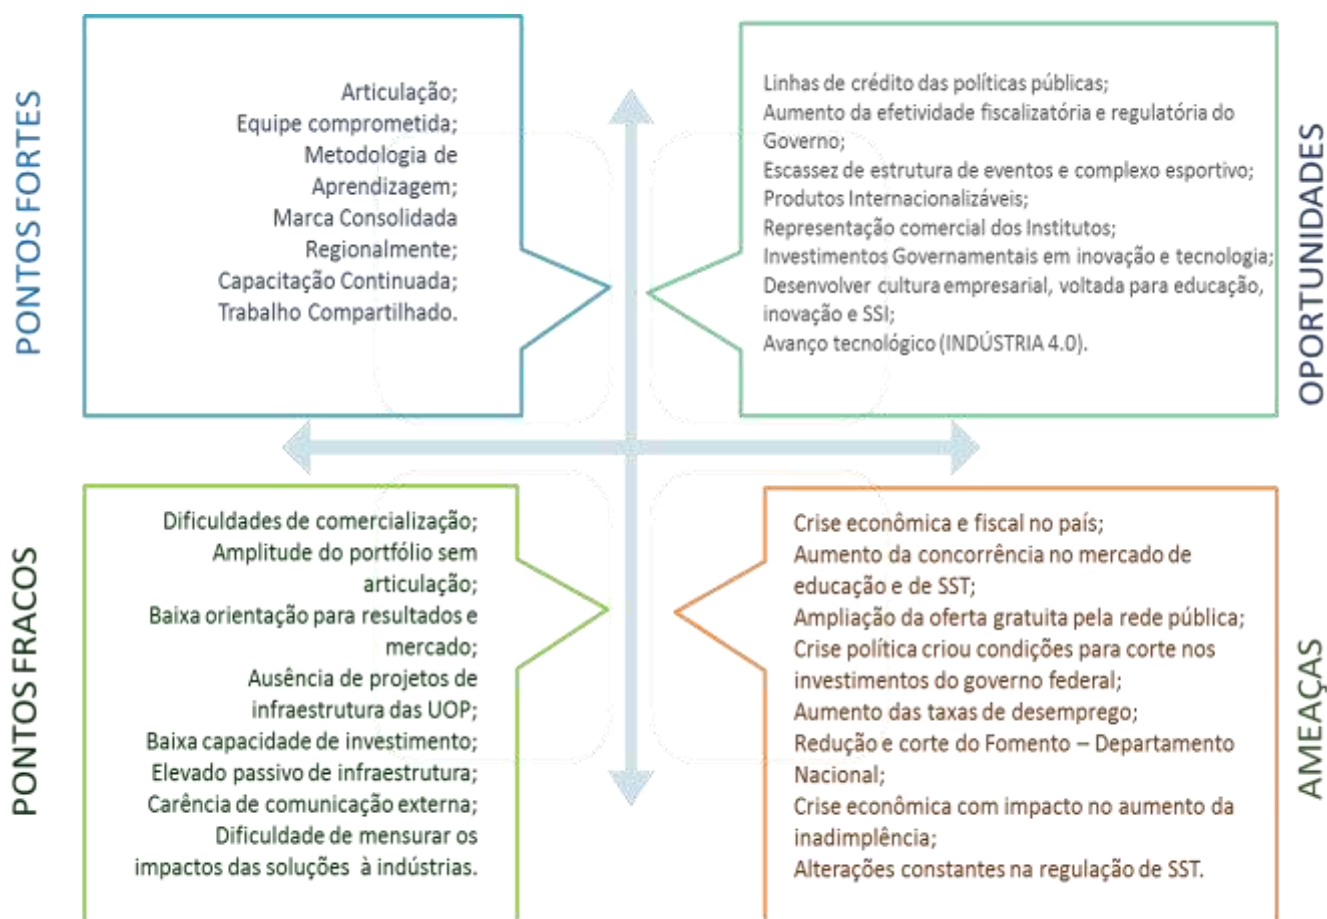 PONTOS FORTES
Articulação;
Equipe comprometida;
Metodologia de
Aprendizagem;
Marca Consolidada
Regionalmente;
Capacitação Continuada;
Trabalho Compartilhado.
OPORTUNIDADES
Linhas de crédito das políticas públicas;
Aumento da efetividade fiscalizatória e regulatória do
Governo;
Escassez de estrutura de eventos e complexo esportivo;
Produtos Internacionalizáveis;
Representação comercial dos Institutos;
Investimentos Governamentais em inovação e tecnologia;
Desenvolver cultura empresarial, voltada para educação,
inovação e SSI;
Avanço tecnológico (INDÚSTRIA 4.0).
PONTOS FRACOS
Dificuldades de comercialização;
Amplitude do portfólio sem
articulação;
Baixa orientação para resultados e
mercado;
Ausência de projetos de
infraestrutura das UOP;
Baixa capacidade de investimento;
Elevado passivo de infraestrutura;
Carência de comunicação externa;
Dificuldade de mensurar os
impactos das soluções à indústrias.
AMEAÇAS
Crise econômica e fiscal no país;
Aumento da concorrência no mercado de
educação e de SST;
Ampliação da oferta gratuita pela rede pública;
Crise política criou condições para corte nos
investimentos do governo federal;
Aumento das taxas de desemprego;
Redução e corte do Fomento – Departamento
Nacional;
Crise econômica com impacto no aumento da
inadimplência;
Alterações constantes na regulação de SST.